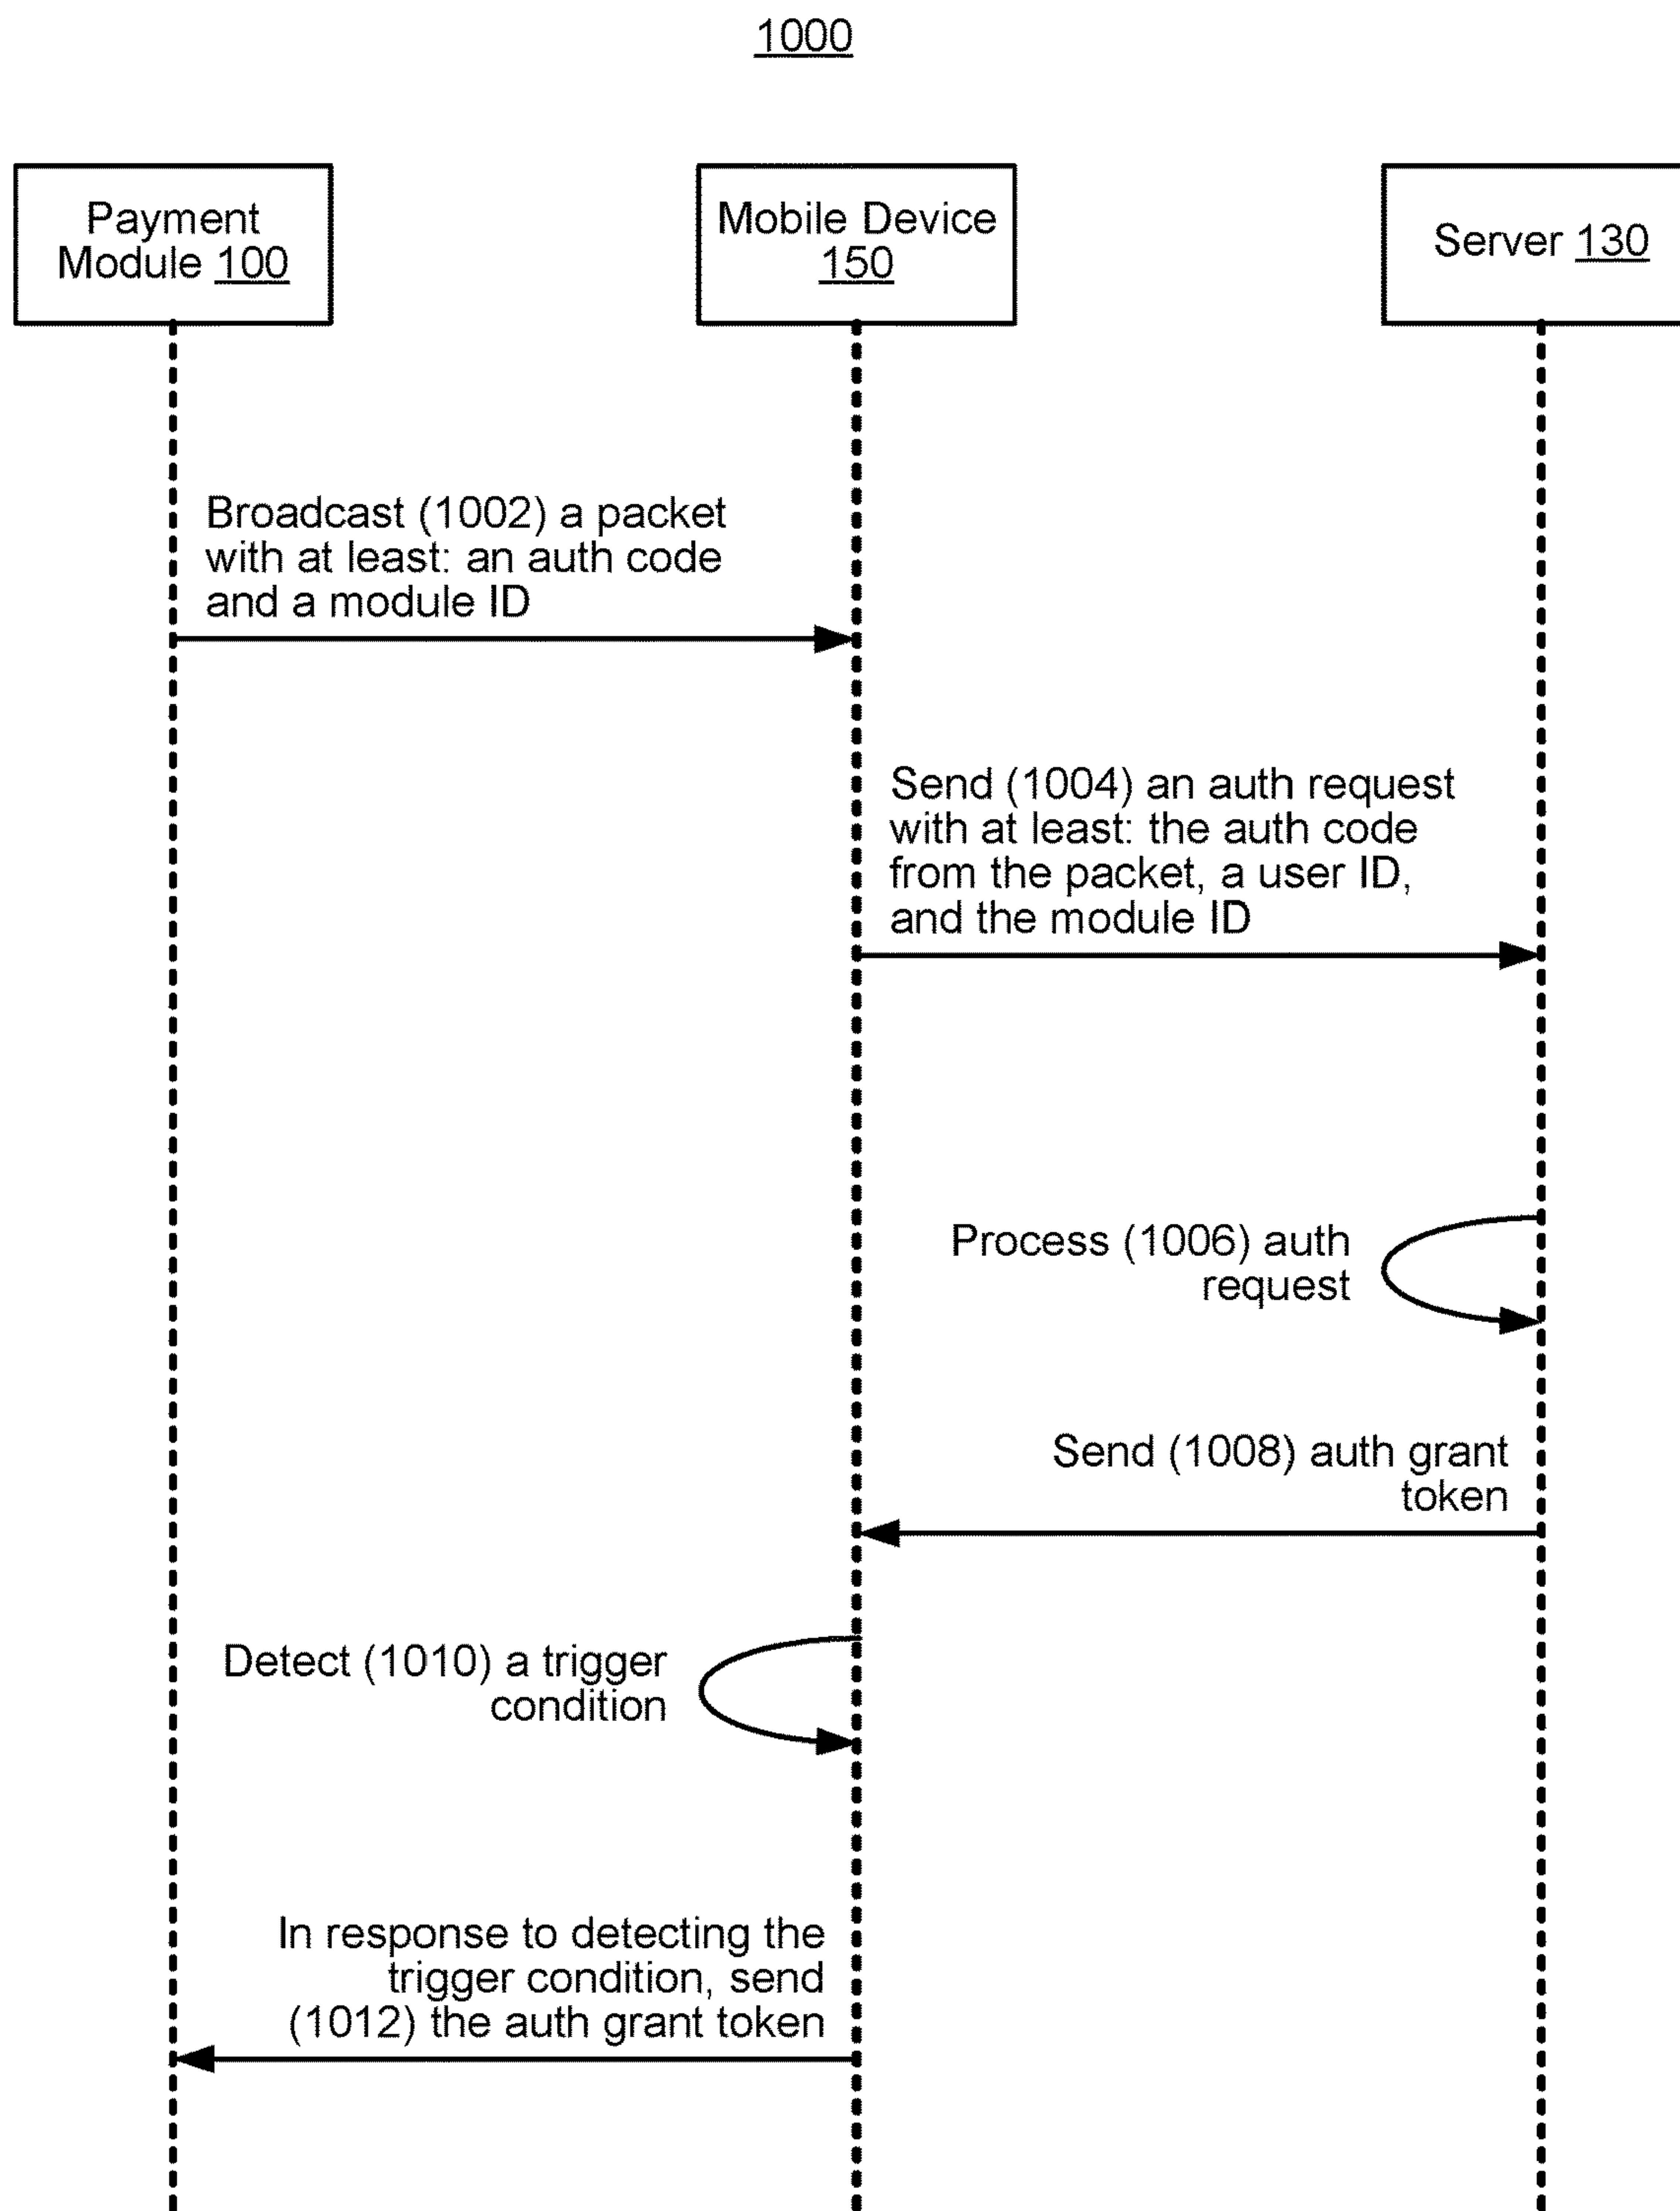 1000
Payment
Module 100
Mobile Device
150
Server 130
Broadcast (1002) a packet
with at least: an auth code
and a module ID
Send (1004) an auth request
with at least: the auth code
from the packet, a user ID,
and the module ID
Process (1006) auth
request
Send (1008) auth grant
token
Detect (1010) a trigger
condition
In response to detecting the
trigger condition, send
(1012) the auth grant token